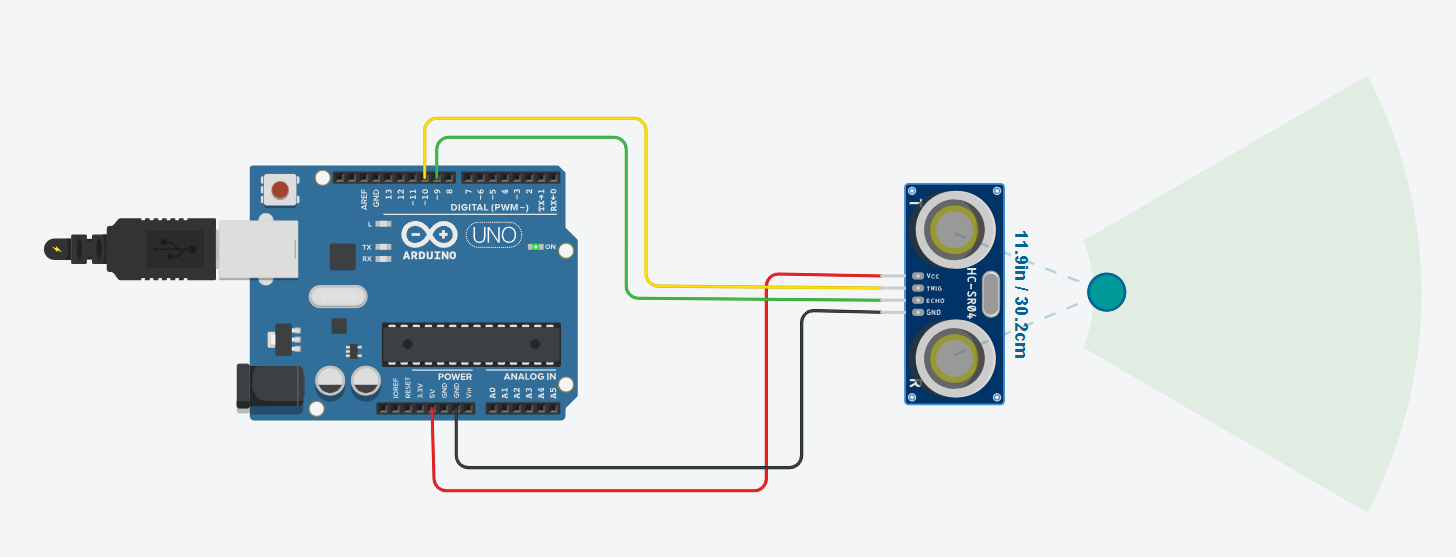 AREF
GND
13
12
~11
~10
~9
8
7
~6
~5
4
~3
2
TX→1
RX←0
DIGITAL (PWM~)
L
TX
RX
ARDUINO
UNO
ON
IOREF
RESET
3.3V
5V
GND
GND
Vin
POWER
ANALOG IN
A0
A1
A2
A3
A4
A5
T
R
VCC
TRIG
ECHO
GND
HC-SR04
11.9in / 30.2cm